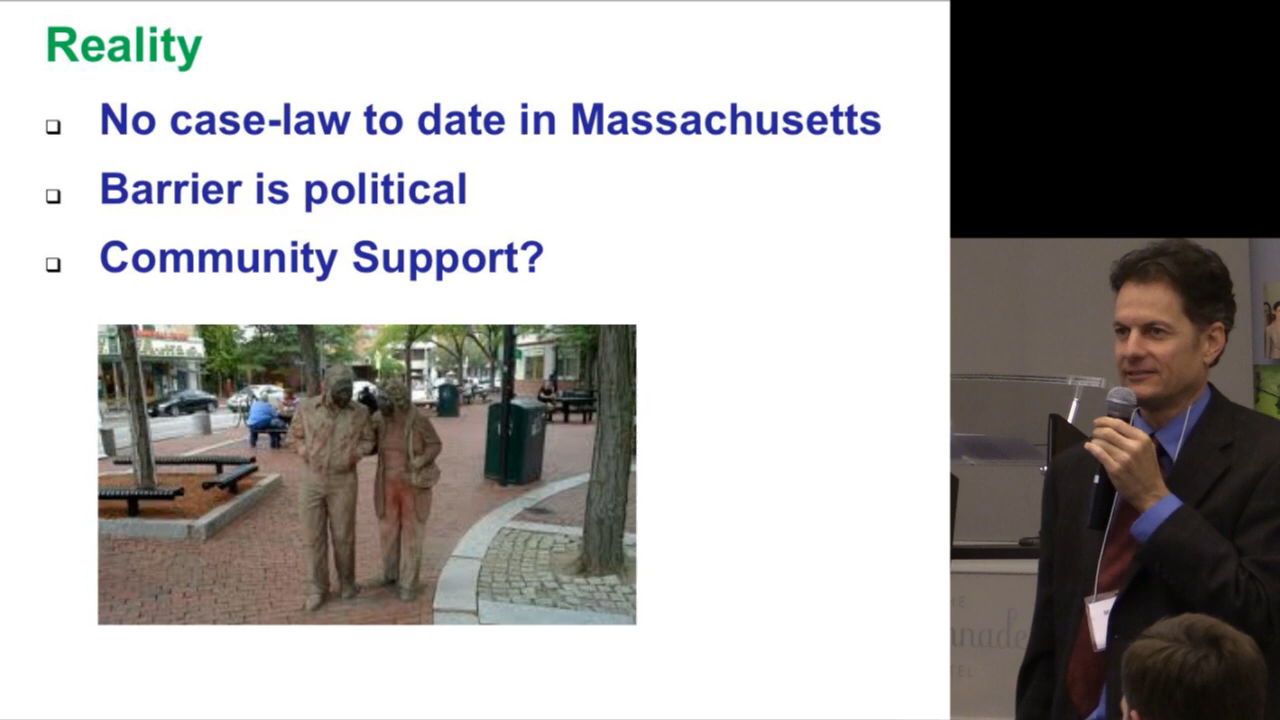 Reality
No case-law to date in Massachusetts
Barrier is political
Community Support?